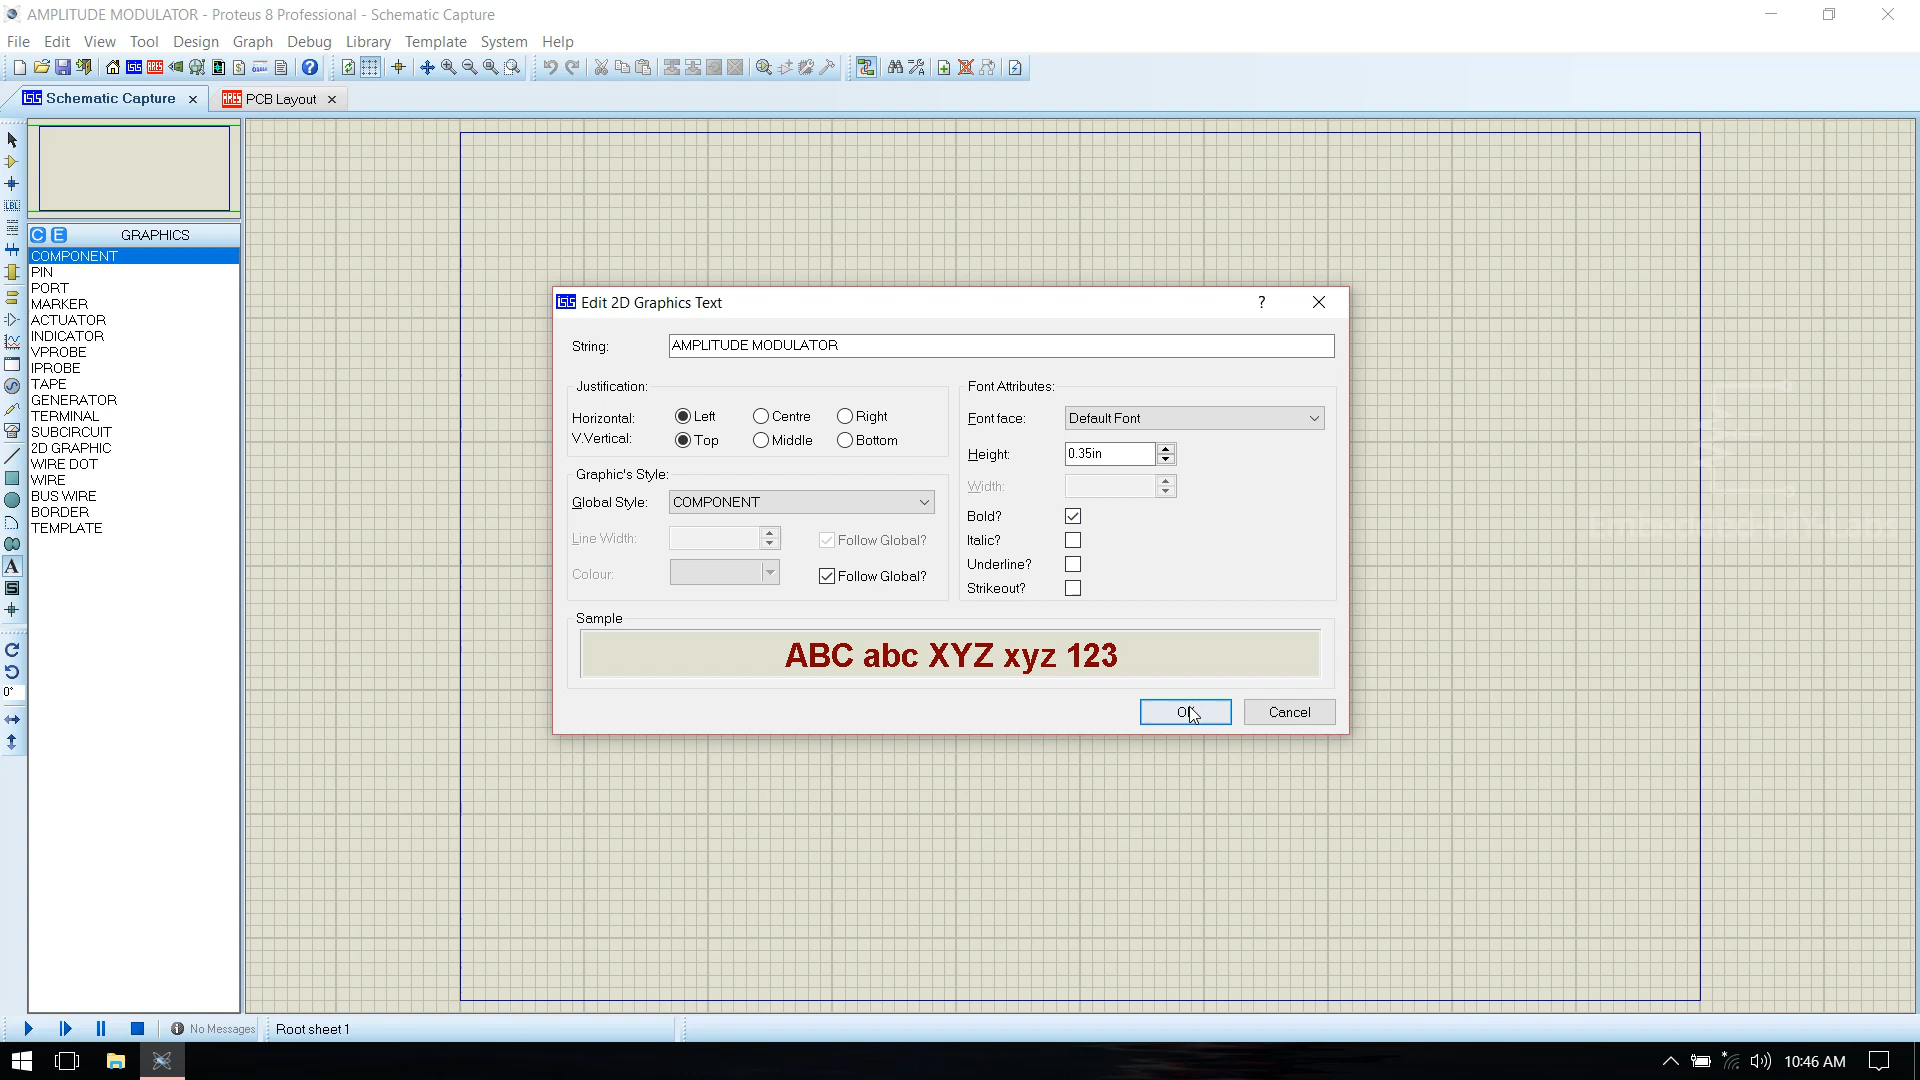 AMPLITUDE MODULATOR - Proteus 8 Professional - Schematic Capture
File Edit View Tool Design Graph Debug Library Template System Help
Schematic Capture
PCB Layout
LBL
C E GRAPHICS
COMPONENT
PIN
PORT
MARKER
ACTUATOR
INDICATOR
VPROBE
IPROBE
TAPE
GENERATOR
TERMINAL
SUBCIRCUIT
2D GRAPHIC
WIRE DOT
WIRE
BUS WIRE
BORDER
TEMPLATE
A
S
0°
Edit 2D Graphics Text ?
String: AMPLITUDE MODULATOR
Justification:
Horizontal: Left Centre Right
V.Vertical: Top Middle Bottom
Graphic's Style:
Global Style: COMPONENT
Line Width: Follow Global?
Colour: Follow Global?
Font Attributes:
Font face: Default Font
Height: 0.35in
Width:
Bold?
Italic?
Underline?
Strikeout?
Sample
ABC abc XYZ xyz 123
Cancel
No Messages
Root sheet 1
10:46 AM